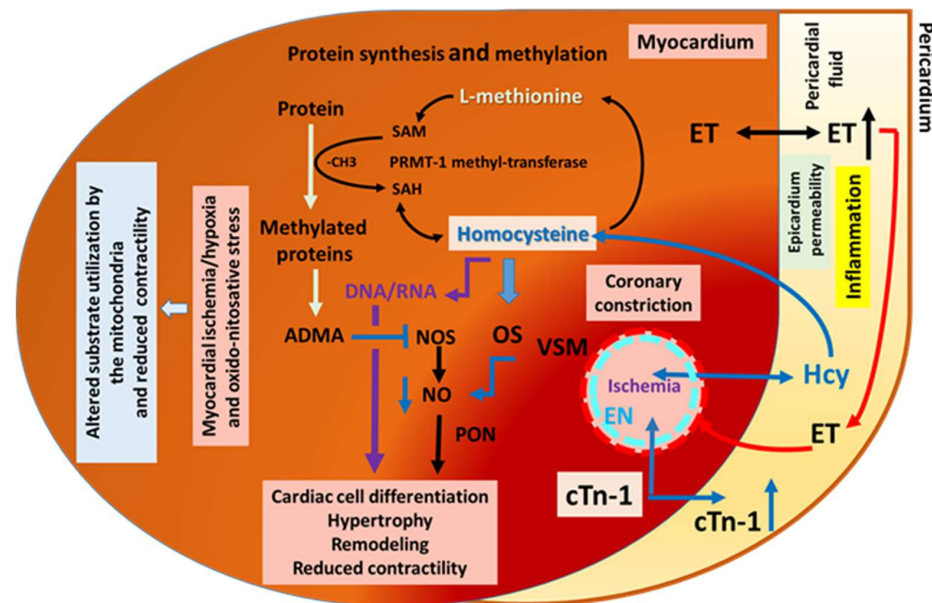 Protein synthesis and methylation
Myocardium
Pericardial
fluid
Pericardium
Protein
L-methionine
SAM
-CH3
PRMT-1 methyl-transferase
SAH
ET
ET
Epicardium
permeability
Inflammation
Altered substrate utilization by
the mitochondria
and reduced contractility
Myocardial ischemia/hypoxia
and oxido-nitosative stress
Methylated
proteins
Homocysteine
DNA/RNA
Coronary
constriction
ADMA
NOS
OS
VSM
NO
Ischemia
EN
Hcy
PON
ET
cTn-1
cTn-1
Cardiac cell differentiation
Hypertrophy
Remodeling
Reduced contractility